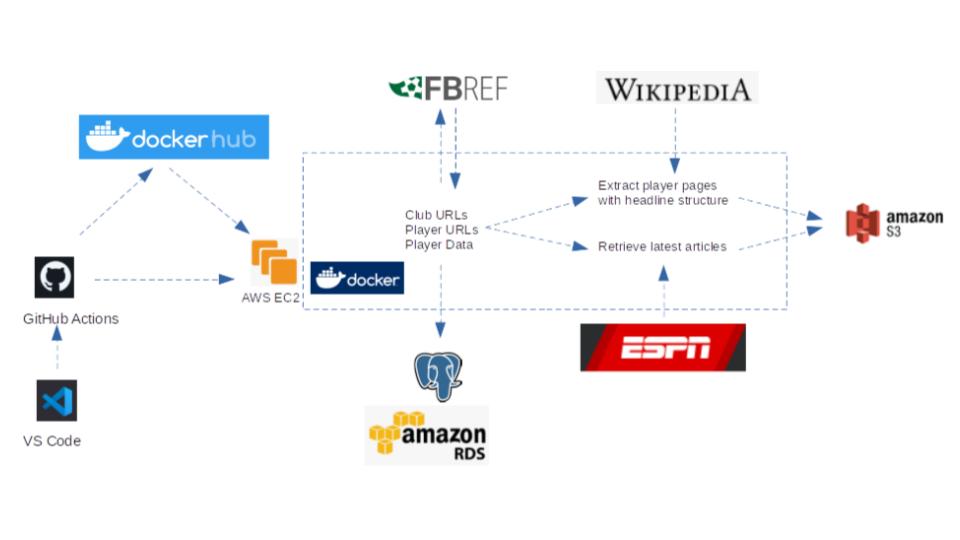 FBREF
WIKIPEDIA
docker hub
Extract player pages
with headline structure
Club URLs
Player URLs
Player Data
amazon
S3
Retrieve latest articles
docker
AWS EC2
GitHub Actions
ESPN
VS Code
amazon
RDS